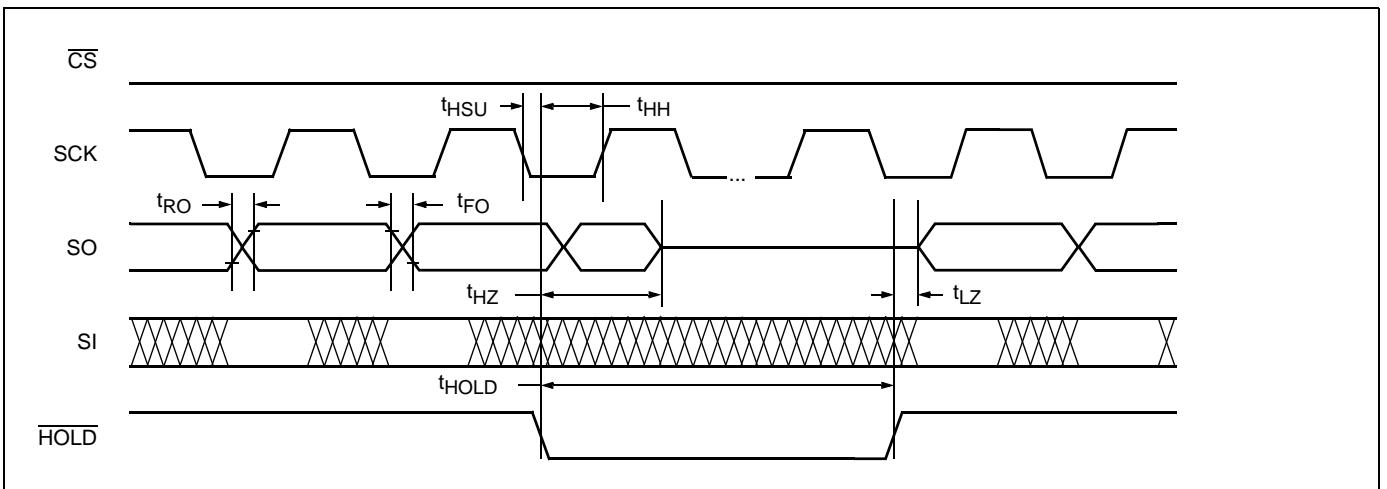 CS
tHSU tHH
SCK
...
tRO tFO
SO
tHZ tLZ
SI
tHOLD
HOLD